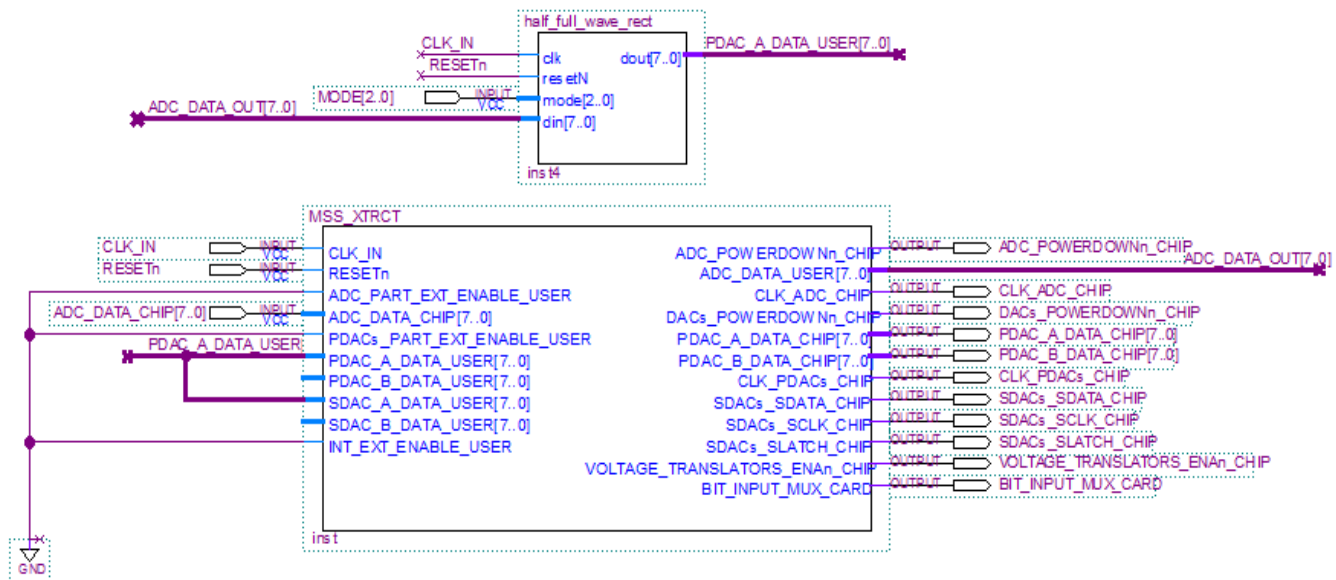 half_full_wave_rect
CLK_IN
clk
dout[7..0]
PDAC_A_DATA_USER[7..0]
RESETn
resetN
MODE[2..0]
INPUT
VCC
mode[2..0]
ADC_DATA_OUT[7..0]
din[7..0]
inst4
MSS_XTRCT
CLK_IN
INPUT
VCC
CLK_IN
ADC_POWERDOWNn_CHIP
OUTPUT
ADC_POWERDOWNn_CHIP
RESETn
INPUT
VCC
RESETn
ADC_DATA_USER[7..0]
ADC_DATA_OUT[7..0]
ADC_PART_EXT_ENABLE_USER
CLK_ADC_CHIP
OUTPUT
CLK_ADC_CHIP
ADC_DATA_CHIP[7..0]
INPUT
VCC
ADC_DATA_CHIP[7..0]
DACs_POWERDOWNn_CHIP
OUTPUT
DACs_POWERDOWNn_CHIP
PDACs_PART_EXT_ENABLE_USER
PDAC_A_DATA_CHIP[7..0]
OUTPUT
PDAC_A_DATA_CHIP[7..0]
PDAC_A_DATA_USER
PDAC_A_DATA_USER[7..0]
PDAC_B_DATA_CHIP[7..0]
OUTPUT
PDAC_B_DATA_CHIP[7..0]
PDAC_B_DATA_USER[7..0]
CLK_PDACs_CHIP
OUTPUT
CLK_PDACs_CHIP
SDAC_A_DATA_USER[7..0]
SDACs_SDATA_CHIP
OUTPUT
SDACs_SDATA_CHIP
SDAC_B_DATA_USER[7..0]
SDACs_SCLK_CHIP
OUTPUT
SDACs_SCLK_CHIP
INT_EXT_ENABLE_USER
SDACs_SLATCH_CHIP
OUTPUT
SDACs_SLATCH_CHIP
VOLTAGE_TRANSLATORS_ENAn_CHIP
OUTPUT
VOLTAGE_TRANSLATORS_ENAn_CHIP
BIT_INPUT_MUX_CARD
OUTPUT
BIT_INPUT_MUX_CARD
inst
GND